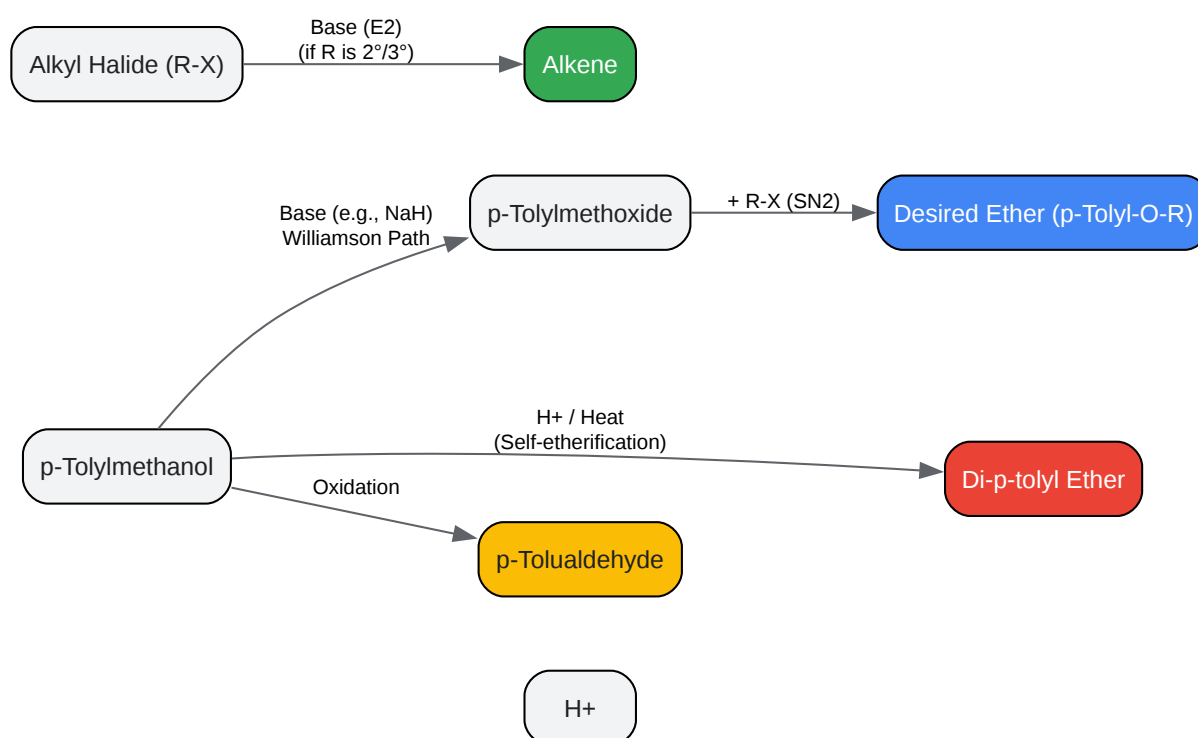 Base (E2)
(if R is 2°/3°)
Alkyl Halide (R-X)
Alkene
Base (e.g., NaH)
Williamson Path
p-Tolylmethoxide
+ R-X (SN2)
Desired Ether (p-Tolyl-O-R)
p-Tolylmethanol
H+ / Heat
(Self-etherification)
Di-p-tolyl Ether
Oxidation
p-Tolualdehyde
H+